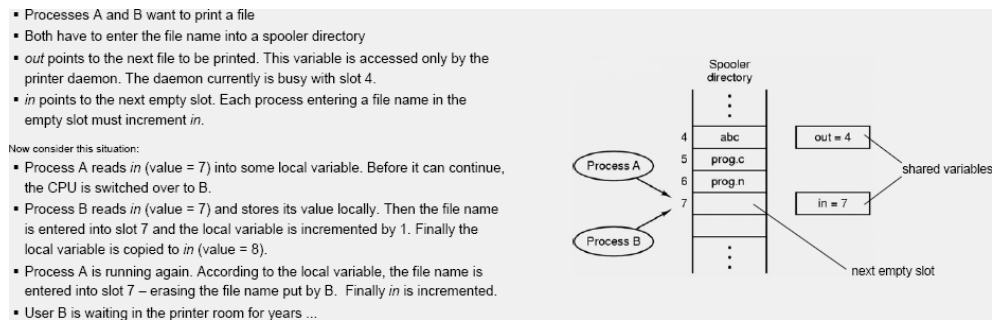 ▪ Processes A and B want to print a file
▪ Both have to enter the file name into a spooler directory
▪ out points to the next file to be printed. This variable is accessed only by the
printer daemon. The daemon currently is busy with slot 4.
▪ in points to the next empty slot. Each process entering a file name in the
empty slot must increment in.
Now consider this situation:
▪ Process A reads in (value = 7) into some local variable. Before it can continue,
the CPU is switched over to B.
▪ Process B reads in (value = 7) and stores its value locally. Then the file name
is entered into slot 7 and the local variable is incremented by 1. Finally the
local variable is copied to in (value = 8).
▪ Process A is running again. According to the local variable, the file name is
entered into slot 7 – erasing the file name put by B. Finally in is incremented.
▪ User B is waiting in the printer room for years ...
Spooler
directory
4 abc out = 4
5 prog.c
Process A
shared variables
6 prog.n
7 in = 7
Process B
next empty slot